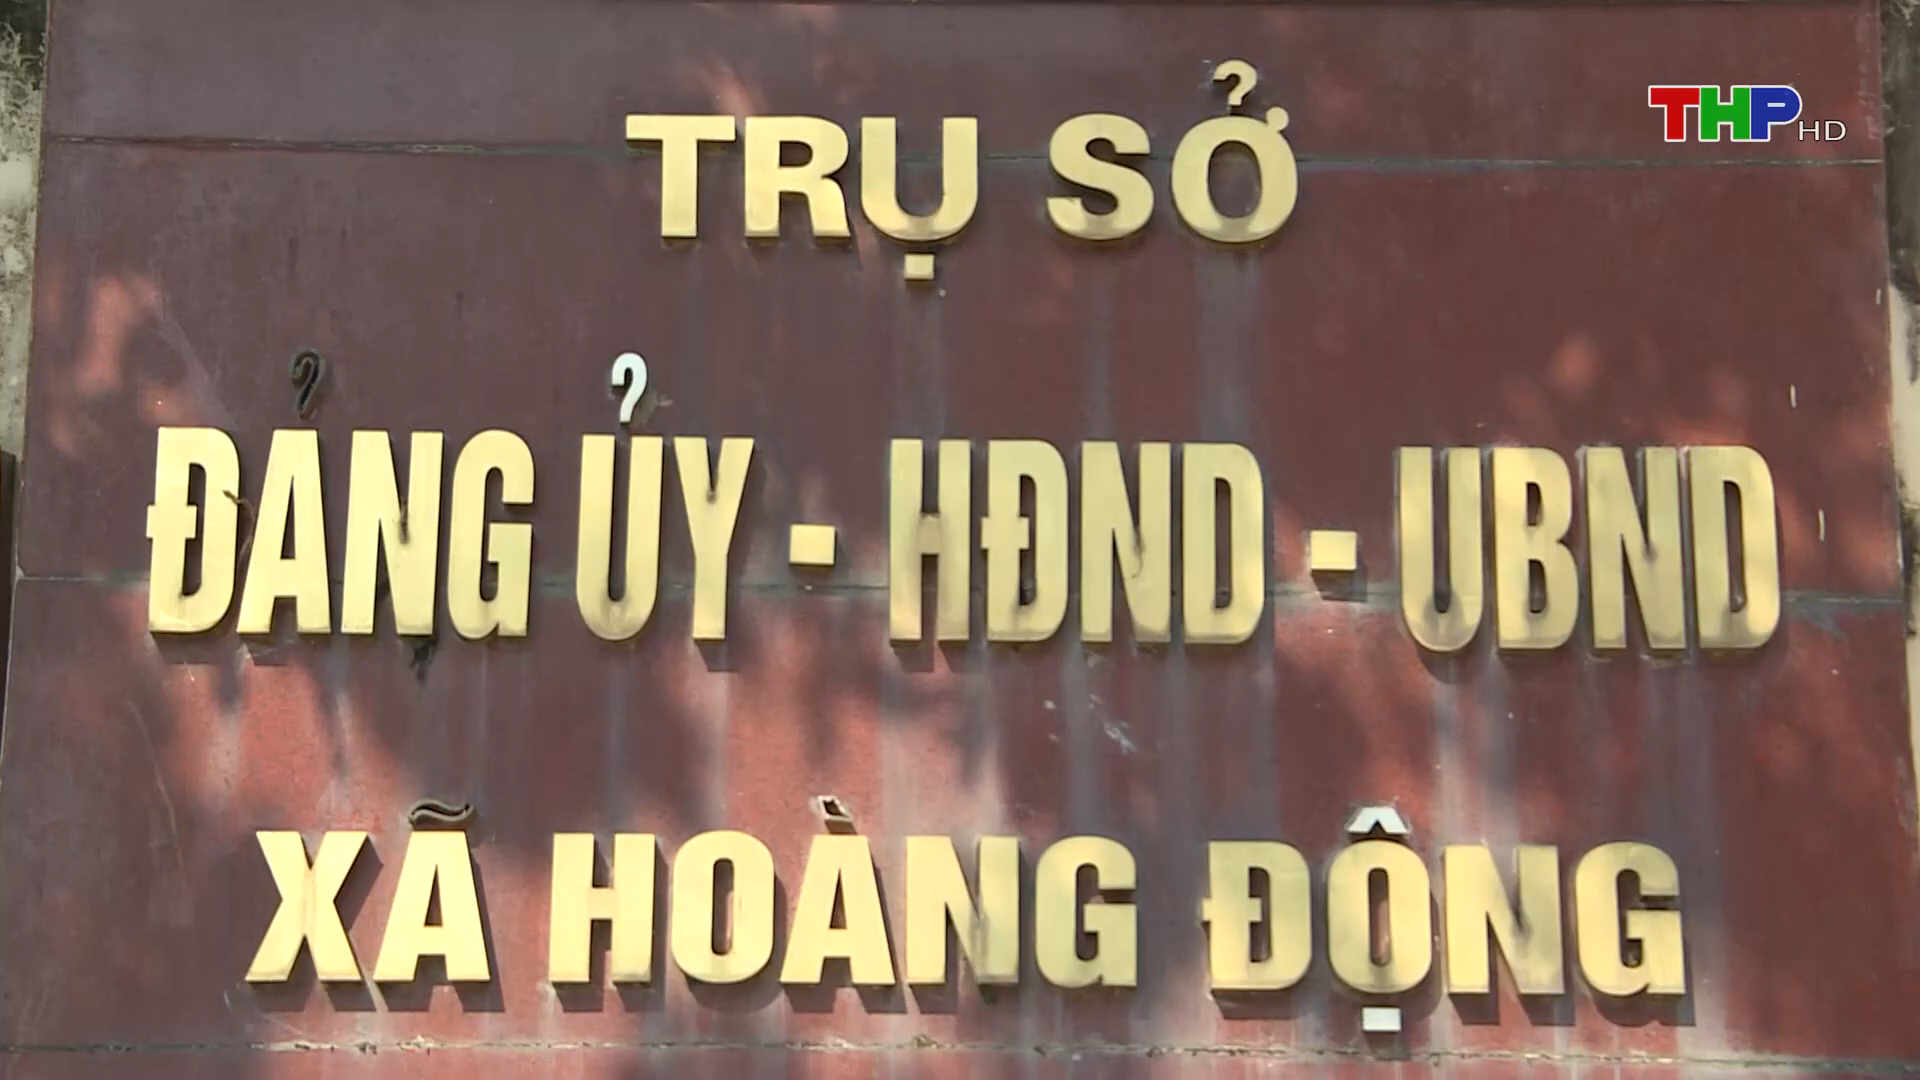 THP HD
TRỤ SỞ
ĐẢNG ỦY - HĐND - UBND
XÃ HOÀNG ĐỘNG